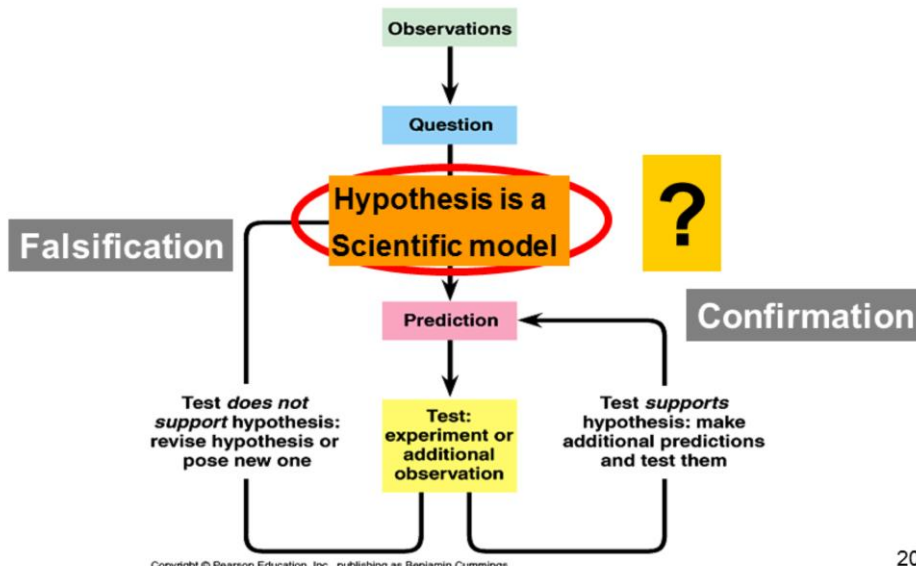 Observations
Question
Hypothesis is a
Scientific model
?
Falsification
Confirmation
Prediction
Test does not
support hypothesis:
revise hypothesis or
pose new one
Test:
experiment or
additional
observation
Test supports
hypothesis: make
additional predictions
and test them
Copyright © Pearson Education, Inc., publishing as Benjamin Cummings.
20